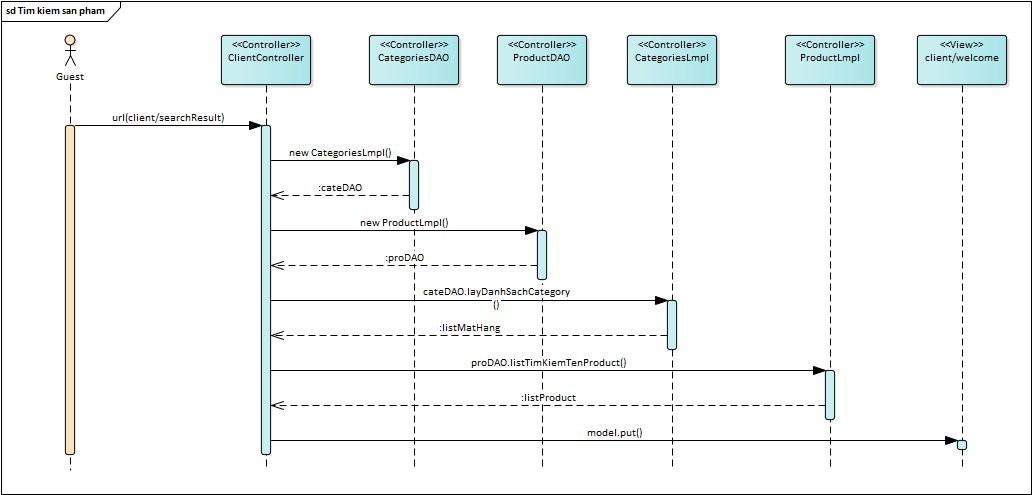 sd Tim kiem san pham
Guest
<<Controller>>
ClientController
<<Controller>>
CategoriesDAO
<<Controller>>
ProductDAO
<<Controller>>
CategoriesLmpl
<<Controller>>
ProductLmpl
<<View>>
client/welcome
url(client/searchResult)
new CategoriesLmpl()
:cateDAO
new ProductLmpl()
:proDAO
cateDAO.layDanhSachCategory
()
:listMatHang
proDAO.listTimKiemTenProduct()
:listProduct
model.put()